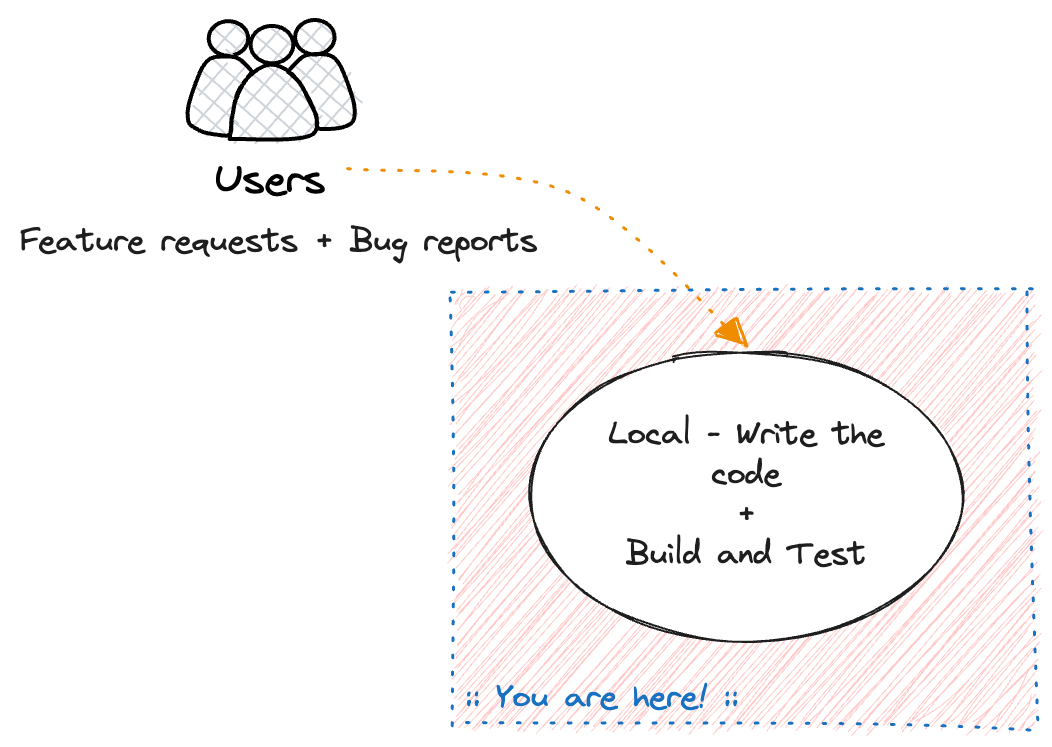 Users
Feature requests + Bug reports
Local - Write the
code
+
Build and Test
:: You are here! ::